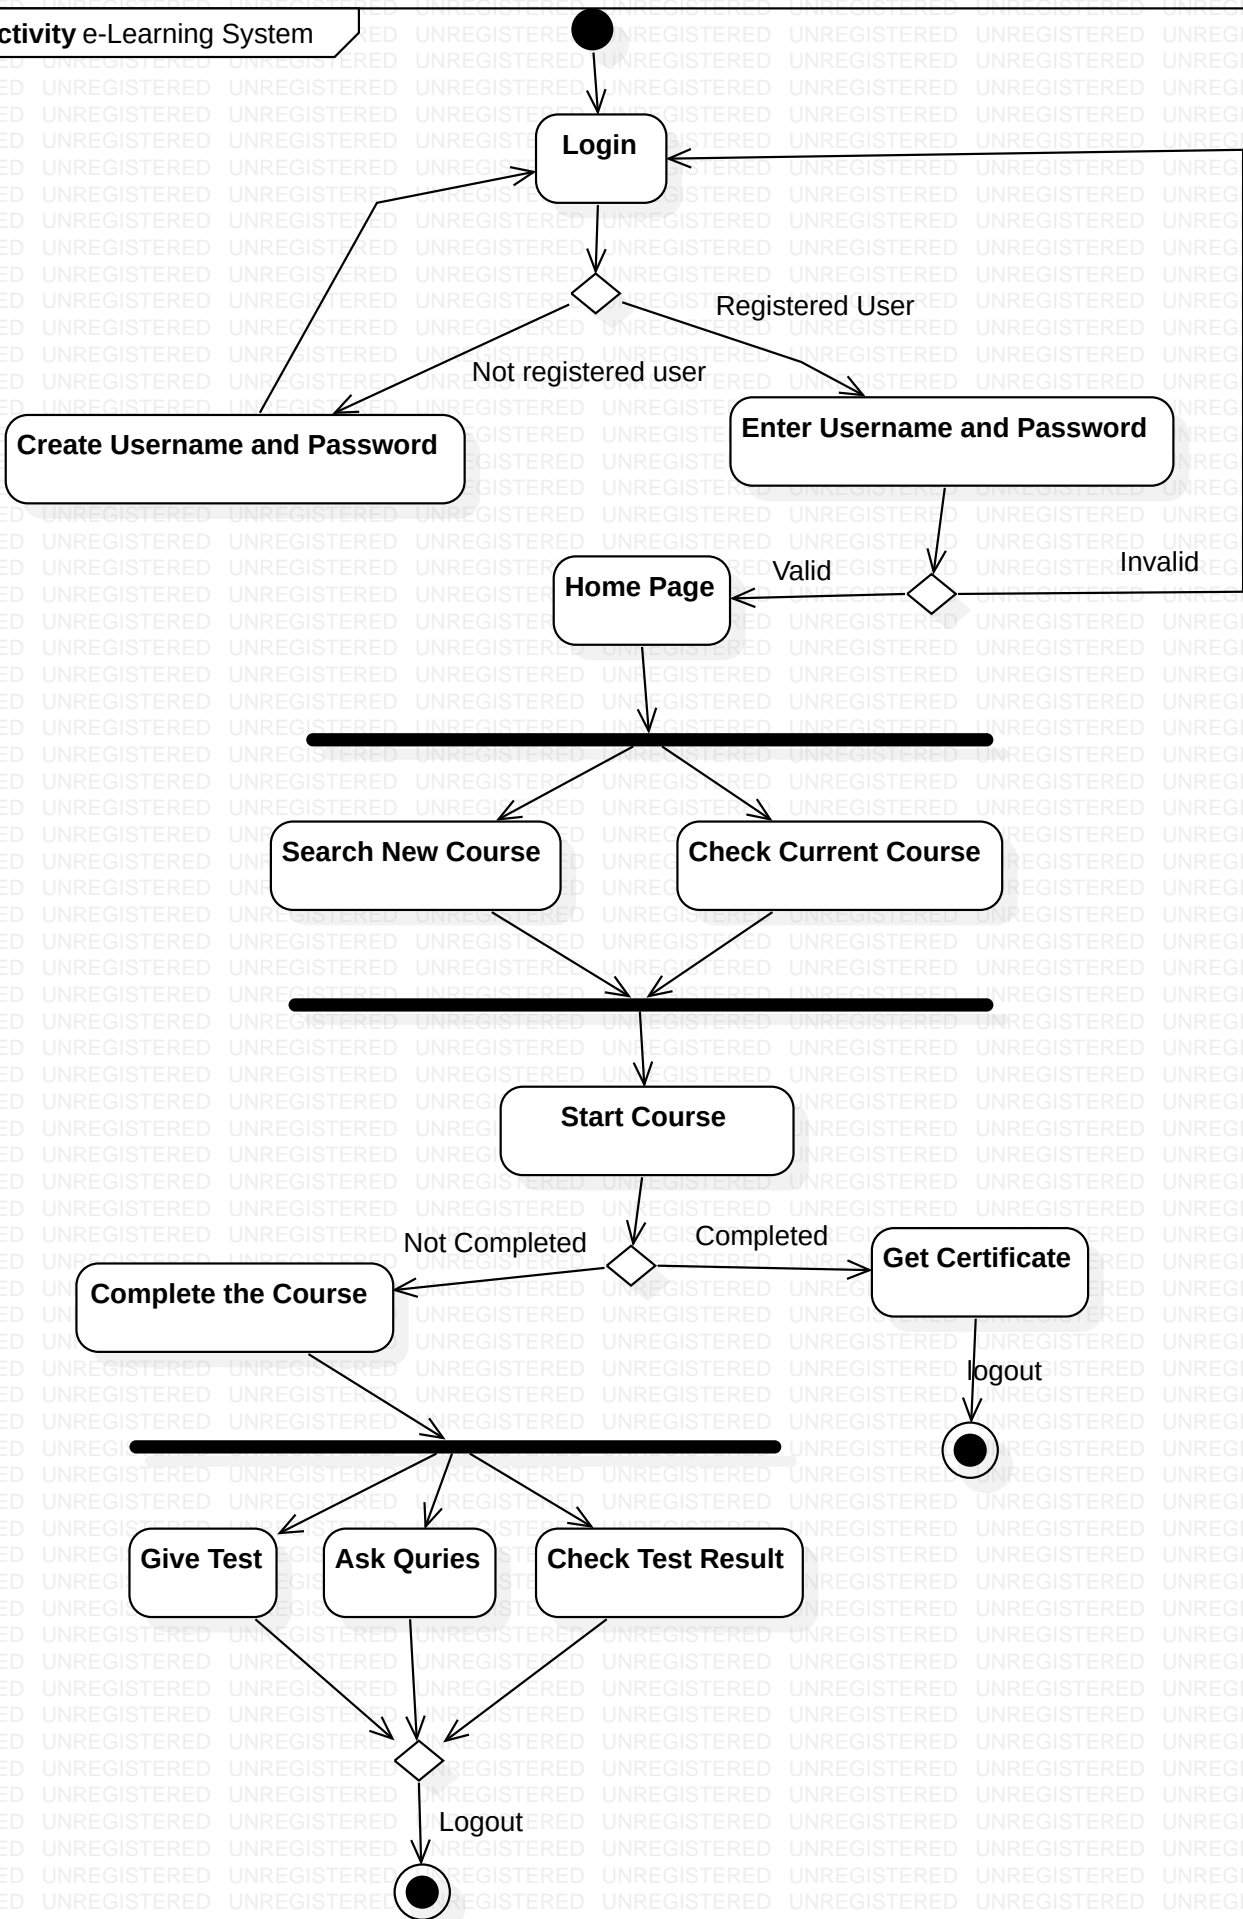 ctivity e-Learning System
Login
Registered User
Not registered user
Create Username and Password
Enter Username and Password
Home Page
Valid
Invalid
Search New Course
Check Current Course
Start Course
Not Completed
Completed
Get Certificate
Complete the Course
logout
Give Test
Ask Quries
Check Test Result
Logout